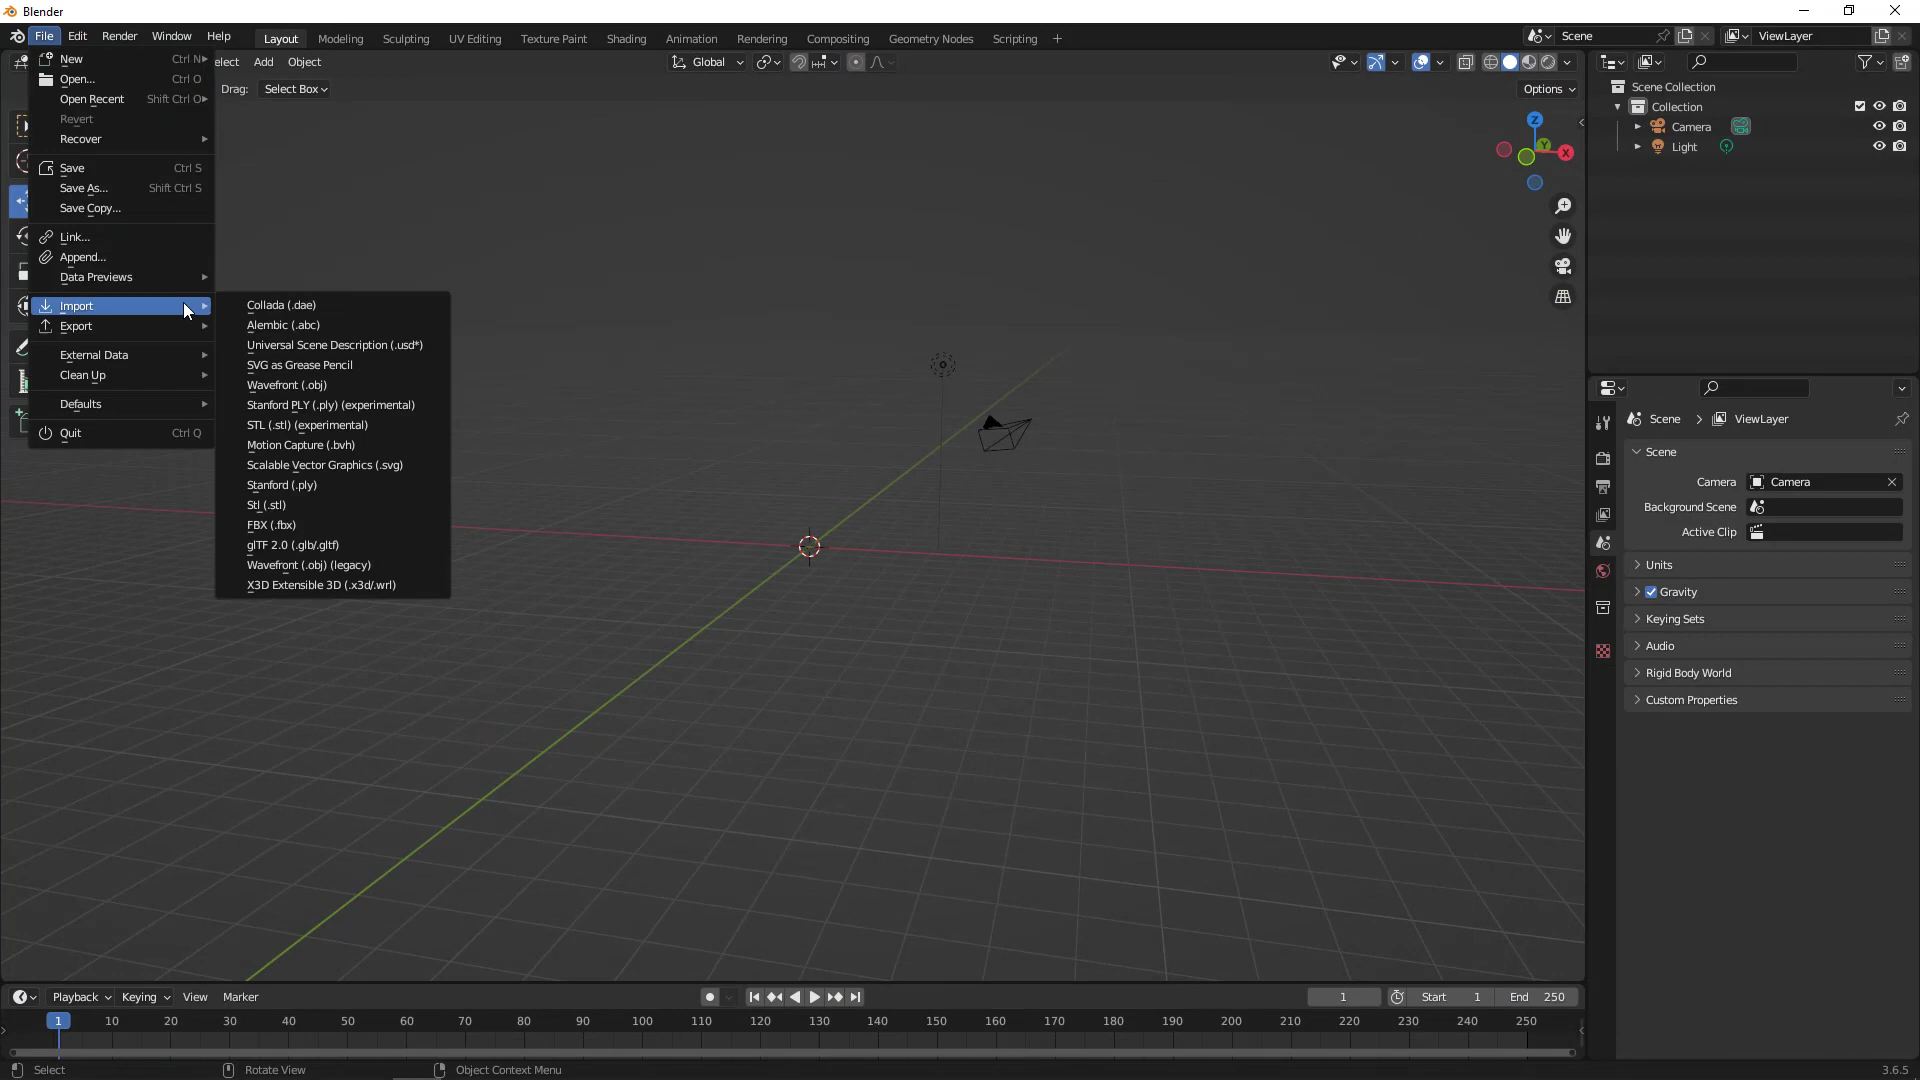 Blender
File Edit Render Window Help Layout Modeling Sculpting UV Editing Texture Paint Shading Animation Rendering Compositing Geometry Nodes Scripting + Scene ViewLayer
elect Add Object Global
Drag: Select Box Options
New Ctrl N
Open... Ctrl O
Open Recent Shift Ctrl O
Revert
Recover
Save Ctrl S
Save As... Shift Ctrl S
Save Copy...
Link...
Append...
Data Previews
Import
Export
External Data
Clean Up
Defaults
Quit Ctrl Q
Collada (.dae)
Alembic (.abc)
Universal Scene Description (.usd*)
SVG as Grease Pencil
Wavefront (.obj)
Stanford PLY (.ply) (experimental)
STL (.stl) (experimental)
Motion Capture (.bvh)
Scalable Vector Graphics (.svg)
Stanford (.ply)
Stl (.stl)
FBX (.fbx)
glTF 2.0 (.glb/.gltf)
Wavefront (.obj) (legacy)
X3D Extensible 3D (.x3d/.wrl)
Z
Y
X
Scene Collection
Collection
Camera
Light
Scene > ViewLayer
Scene
Camera Camera
Background Scene
Active Clip
Units
Gravity
Keying Sets
Audio
Rigid Body World
Custom Properties
Playback Keying View Marker 1 Start 1 End 250
1 10 20 30 40 50 60 70 80 90 100 110 120 130 140 150 160 170 180 190 200 210 220 230 240 250
Select Rotate View Object Context Menu 3.6.5